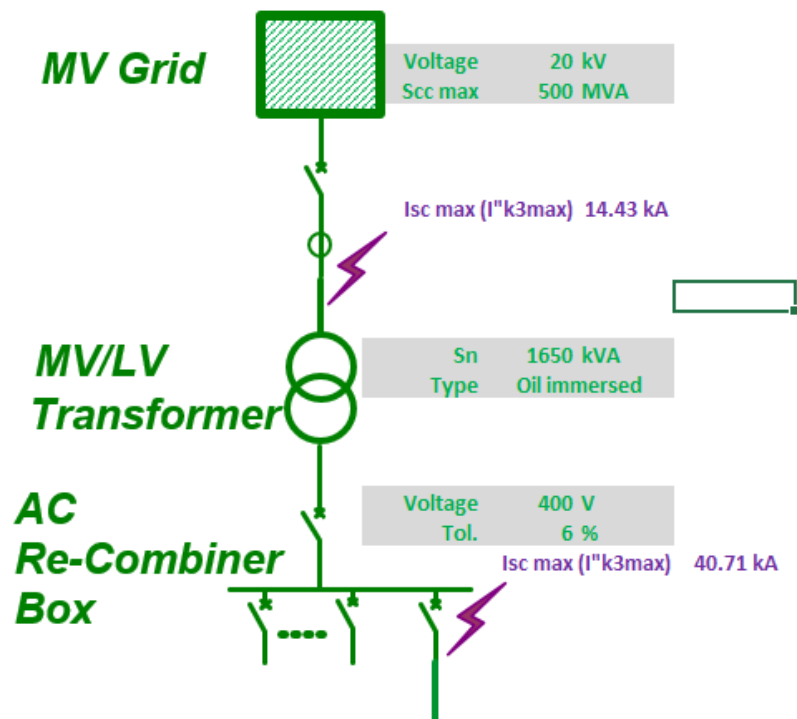 MV Grid
Voltage 20 kV
Scc max 500 MVA
Isc max (I"k3max) 14.43 kA
MV/LV
Transformer
Sn 1650 kVA
Type Oil immersed
AC
Re-Combiner
Box
Voltage 400 V
Tol. 6 %
Isc max (I"k3max) 40.71 kA